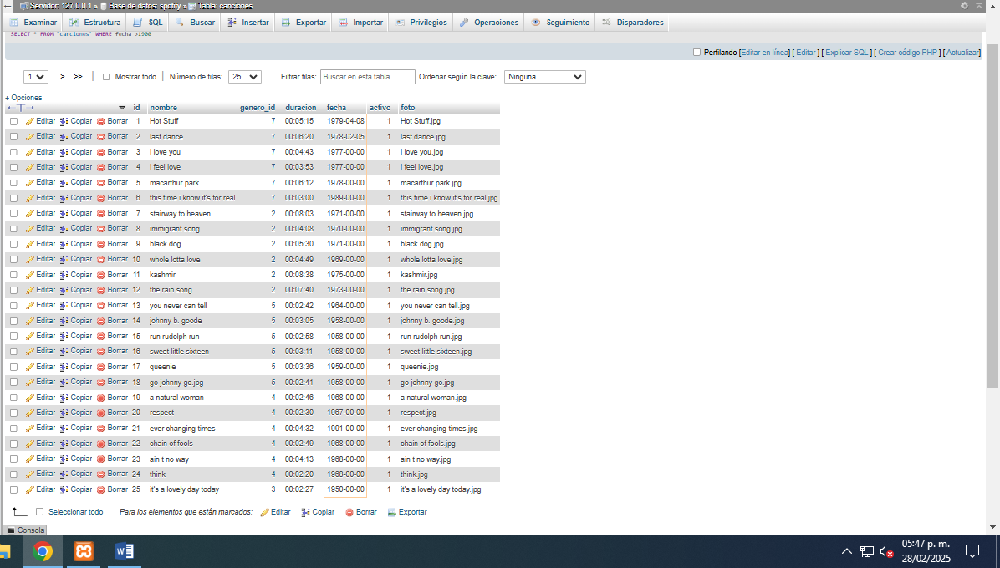 Servidor: 127.0.0.1 » Base de datos: spotify » Tabla: canciones
Examinar Estructura SQL Buscar Insertar Exportar Importar Privilegios Operaciones Seguimiento Disparadores
SELECT * FROM `canciones` WHERE fecha >1900
Perfilando [Editar en línea] [ Editar ] [ Explicar SQL ] [ Crear código PHP ] [ Actualizar]
1 > >> | Mostrar todo | Número de filas: 25 Filtrar filas: Buscar en esta tabla Ordenar según la clave: Ninguna
+ Opciones
←T→ id nombre genero_id duracion fecha activo foto
Editar Copiar Borrar 1 Hot Stuff 7 00:05:15 1979-04-08 1 Hot Stuff.jpg
Editar Copiar Borrar 2 last dance 7 00:06:20 1978-02-05 1 last dance.jpg
Editar Copiar Borrar 3 i love you 7 00:04:43 1977-00-00 1 i love you.jpg
Editar Copiar Borrar 4 i feel love 7 00:03:53 1977-00-00 1 i feel love.jpg
Editar Copiar Borrar 5 macarthur park 7 00:06:12 1978-00-00 1 macarthur park.jpg
Editar Copiar Borrar 6 this time i know it's for real 7 00:03:00 1989-00-00 1 this time i know it's for real.jpg
Editar Copiar Borrar 7 stairway to heaven 2 00:08:03 1971-00-00 1 stairway to heaven.jpg
Editar Copiar Borrar 8 immigrant song 2 00:04:08 1970-00-00 1 immigrant song.jpg
Editar Copiar Borrar 9 black dog 2 00:05:30 1971-00-00 1 black dog.jpg
Editar Copiar Borrar 10 whole lotta love 2 00:04:49 1969-00-00 1 whole lotta love.jpg
Editar Copiar Borrar 11 kashmir 2 00:08:38 1975-00-00 1 kashmir.jpg
Editar Copiar Borrar 12 the rain song 2 00:07:40 1973-00-00 1 the rain song.jpg
Editar Copiar Borrar 13 you never can tell 5 00:02:42 1964-00-00 1 you never can tell.jpg
Editar Copiar Borrar 14 johnny b. goode 5 00:03:05 1958-00-00 1 johnny b. goode.jpg
Editar Copiar Borrar 15 run rudolph run 5 00:02:58 1958-00-00 1 run rudolph run.jpg
Editar Copiar Borrar 16 sweet little sixteen 5 00:03:11 1958-00-00 1 sweet little sixteen.jpg
Editar Copiar Borrar 17 queenie 5 00:03:36 1959-00-00 1 queenie.jpg
Editar Copiar Borrar 18 go johnny go.jpg 5 00:02:41 1958-00-00 1 go johnny go.jpg
Editar Copiar Borrar 19 a natural woman 4 00:02:46 1968-00-00 1 a natural woman.jpg
Editar Copiar Borrar 20 respect 4 00:02:30 1967-00-00 1 respect.jpg
Editar Copiar Borrar 21 ever changing times 4 00:04:32 1991-00-00 1 ever changing times.jpg
Editar Copiar Borrar 22 chain of fools 4 00:02:49 1968-00-00 1 chain of fools.jpg
Editar Copiar Borrar 23 ain t no way 4 00:04:13 1968-00-00 1 ain t no way.jpg
Editar Copiar Borrar 24 think 4 00:02:20 1968-00-00 1 think.jpg
Editar Copiar Borrar 25 it's a lovely day today 3 00:02:27 1950-00-00 1 it's a lovely day today.jpg
Seleccionar todo Para los elementos que están marcados: Editar Copiar Borrar Exportar
Consola
05:47 p. m.
28/02/2025